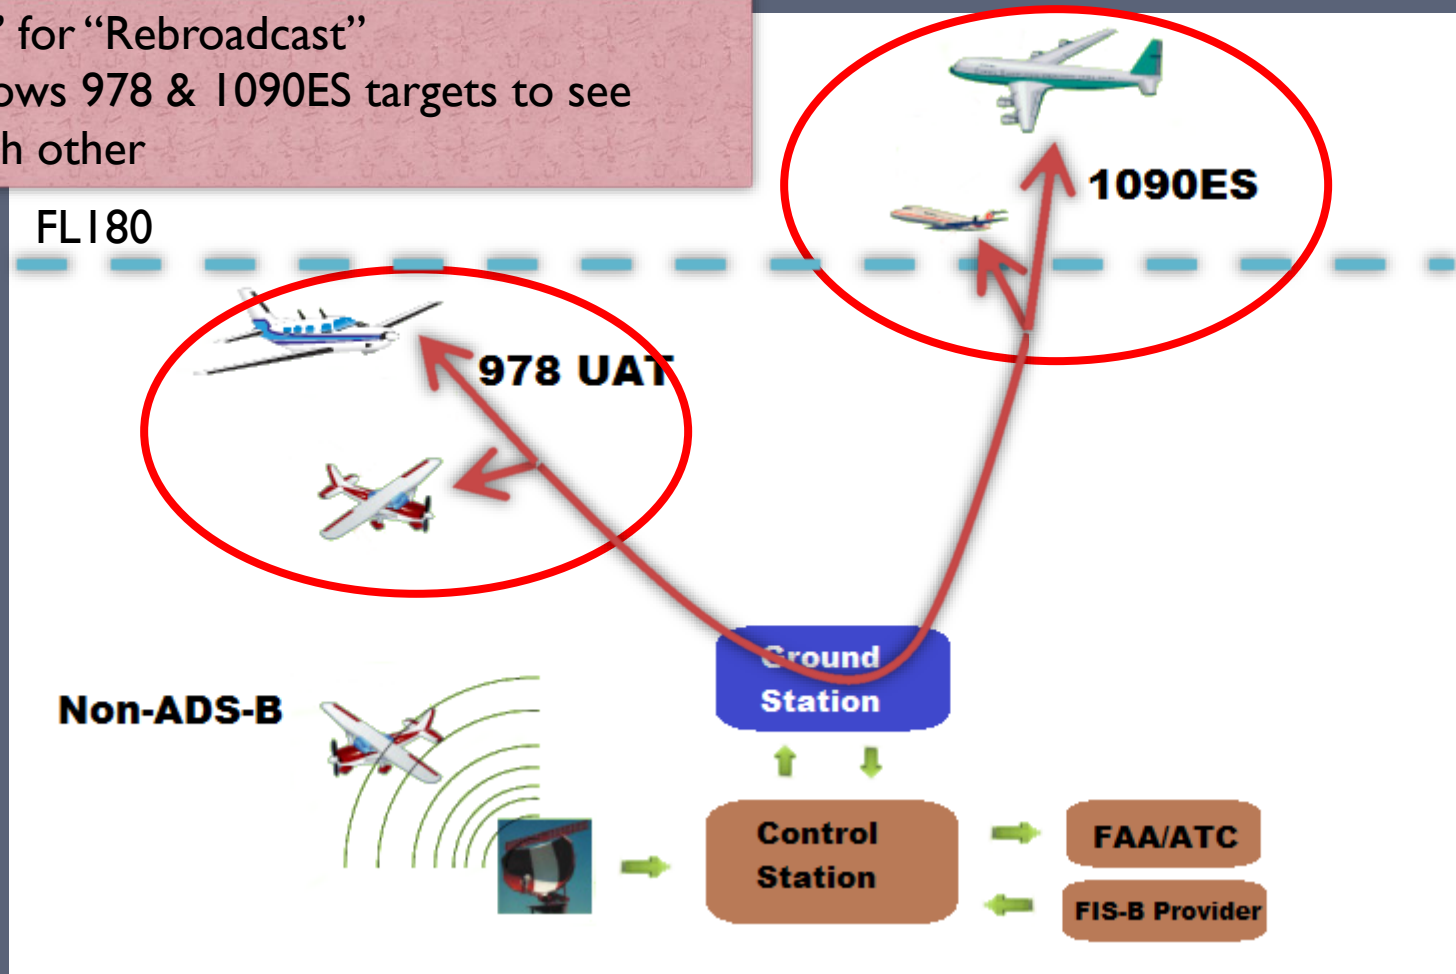 ” for “Rebroadcast”
ows 978 & 1090ES targets to see
h other
FL180
1090ES
978 UAT
Ground
Station
Non-ADS-B
Control
Station
FAA/ATC
FIS-B Provider